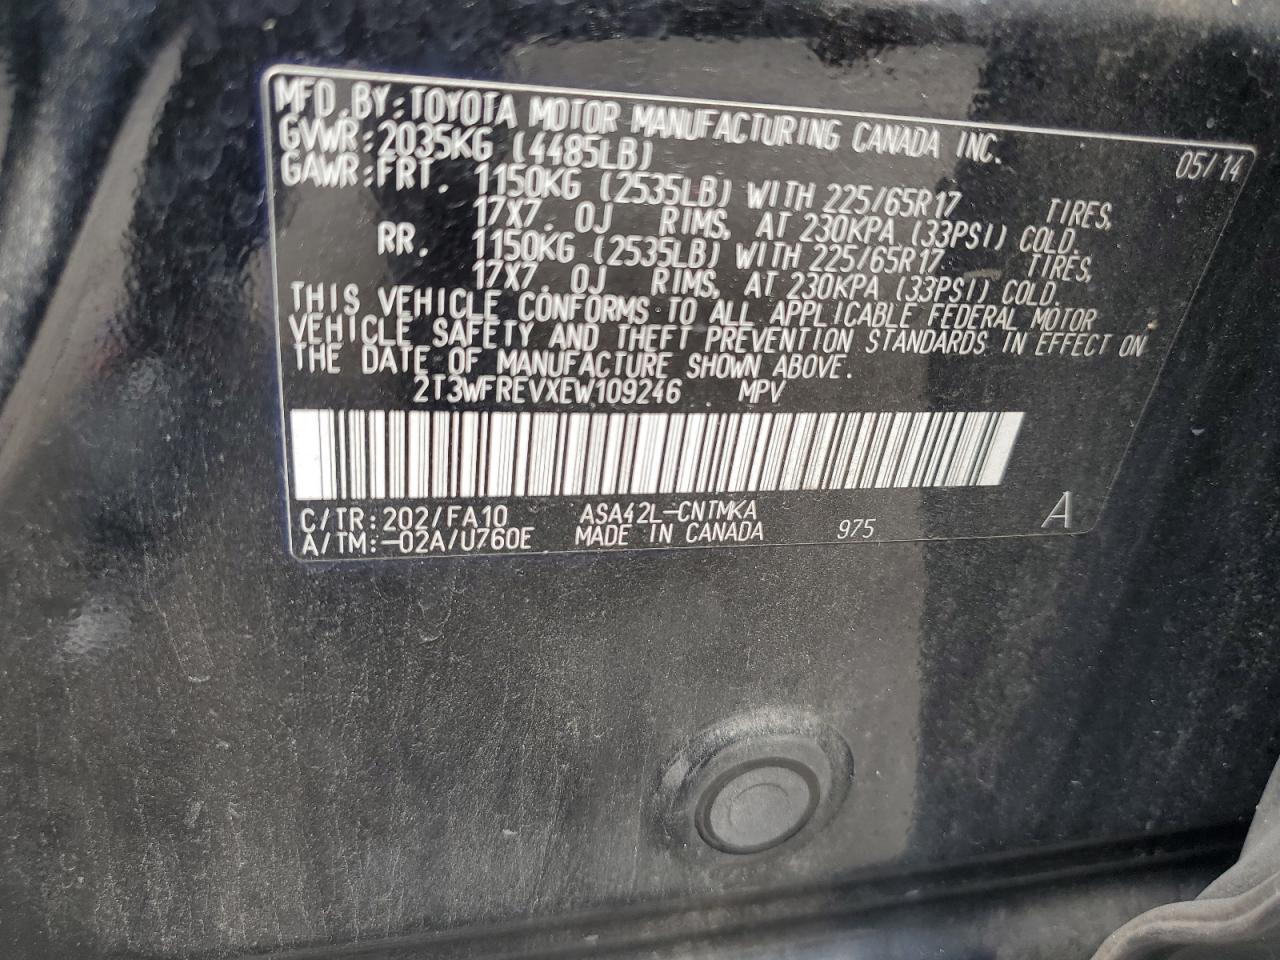 MFD. BY: TOYOTA MOTOR MANUFACTURING CANADA INC.
05/14
GVWR: 2035KG (4485LB)
GAWR: FRT. 1150KG (2535LB) WITH 225/65R17 TIRES,
17X7. 0J RIMS, AT 230KPA (33PSI) COLD.
RR. 1150KG (2535LB) WITH 225/65R17 TIRES,
17X7. 0J RIMS, AT 230KPA (33PSI) COLD.
THIS VEHICLE CONFORMS TO ALL APPLICABLE FEDERAL MOTOR
VEHICLE SAFETY AND THEFT PREVENTION STANDARDS IN EFFECT ON
THE DATE OF MANUFACTURE SHOWN ABOVE.
2T3WFREVXEW109246 MPV
C/TR: 202/FA10 ASA42L-CNTMKA
A/TM: -02A/U760E MADE IN CANADA 975 A